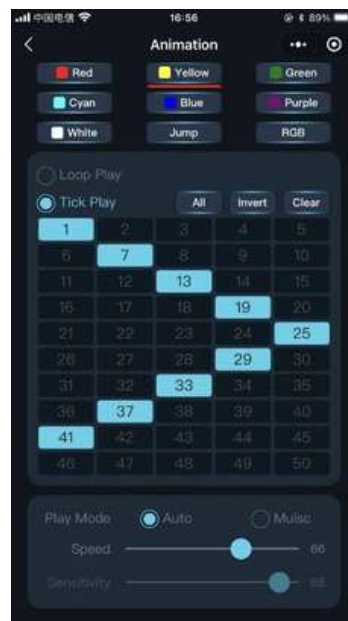 中国电信 16:56 89%
Animation
Red Yellow Green
Cyan Blue Purple
White Jump RGB
Loop Play
Tick Play All Invert Clear
1 2 3 4 5
6 7 8 9 10
11 12 13 14 15
16 17 18 19 20
21 22 23 24 25
26 27 28 29 30
31 32 33 34 35
36 37 38 39 40
41 42 43 44 45
46 47 48 49 50
Play Mode Auto Muisc
Speed 66
Sensitivity 88